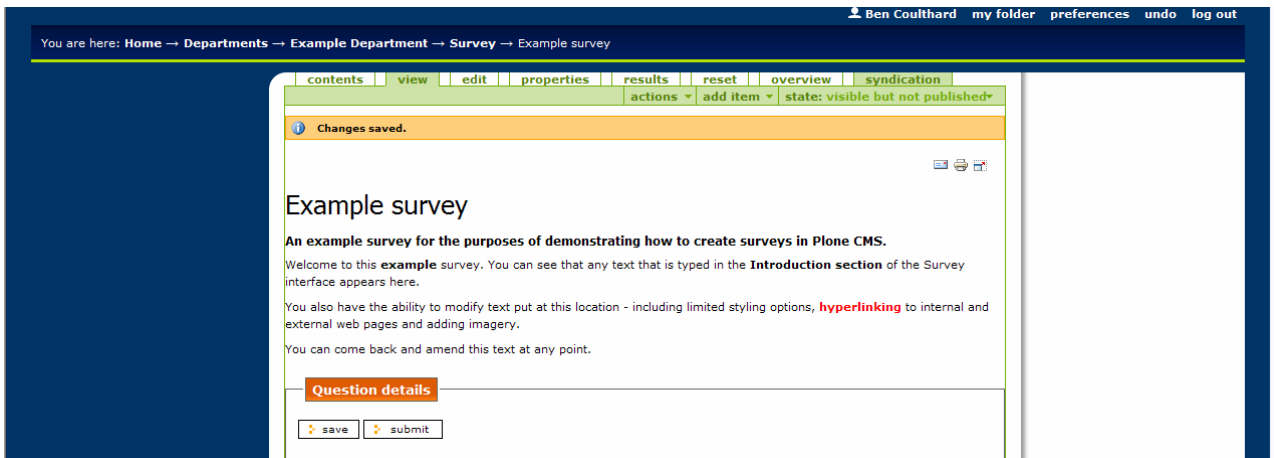 Ben Coulthard my folder preferences undo log out
You are here: Home → Departments → Example Department → Survey → Example survey
contents view edit properties results reset overview syndication
actions add item state: visible but not published
Changes saved.
Example survey
An example survey for the purposes of demonstrating how to create surveys in Plone CMS.
Welcome to this example survey. You can see that any text that is typed in the Introduction section of the Survey
interface appears here.
You also have the ability to modify text put at this location - including limited styling options, hyperlinking to internal and
external web pages and adding imagery.
You can come back and amend this text at any point.
Question details
save submit